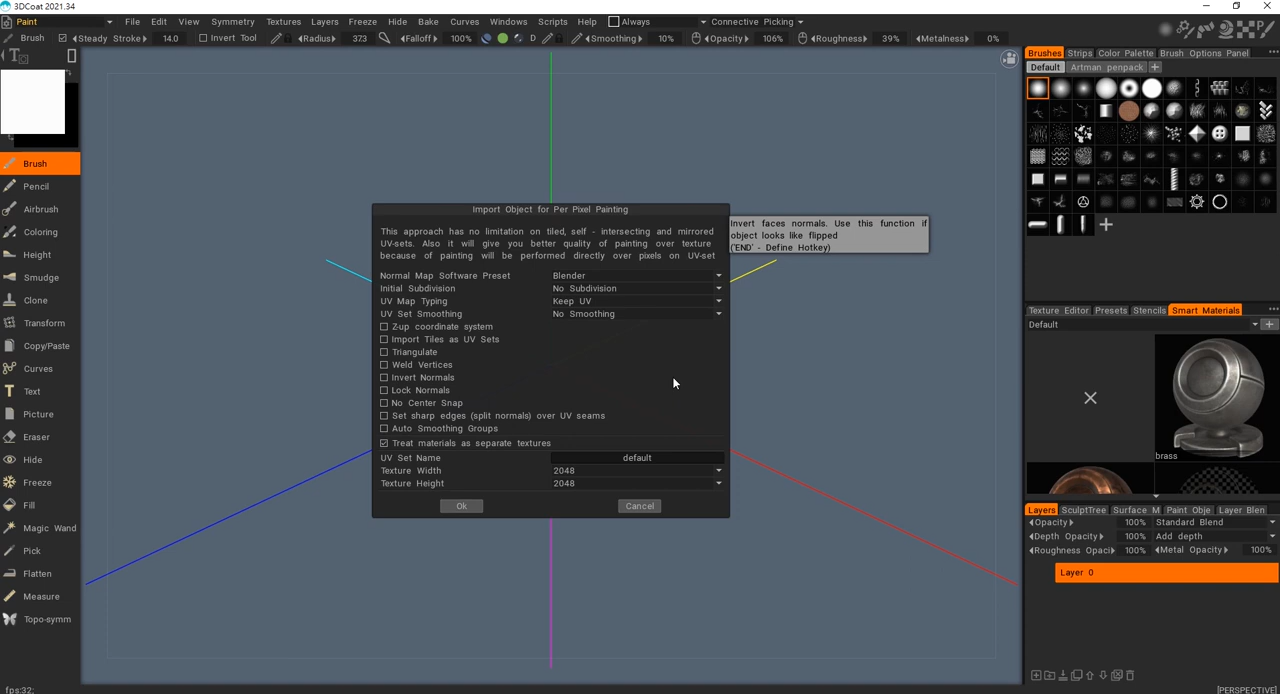 3DCoat 2021.34
Paint File Edit View Symmetry Textures Layers Freeze Hide Bake Curves Windows Scripts Help Always Connective Picking
Brush Steady Stroke 14.0 Invert Tool Radius 373 Falloff 100% D Smoothing 10% Opacity 106% Roughness 39% Metalness 0%
Brushes Strips Color Palette Brush Options Panel
Default Artman penpack
Brush
Pencil
Airbrush
Coloring
Height
Smudge
Clone
Transform
Copy/Paste
Curves
Text
Picture
Eraser
Hide
Freeze
Fill
Magic Wand
Pick
Flatten
Measure
Topo-symm
fps:32;
Import Object for Per Pixel Painting
This approach has no limitation on tiled, self - intersecting and mirrored
UV-sets. Also it will give you better quality of painting over texture
because of painting will be performed directly over pixels on UV-set
Normal Map Software Preset Blender
Initial Subdivision No Subdivision
UV Map Typing Keep UV
UV Set Smoothing No Smoothing
Z-up coordinate system
Import Tiles as UV Sets
Triangulate
Weld Vertices
Invert Normals
Lock Normals
No Center Snap
Set sharp edges (split normals) over UV seams
Auto Smoothing Groups
Treat materials as separate textures
UV Set Name default
Texture Width 2048
Texture Height 2048
Ok Cancel
Invert faces normals. Use this function if
object looks like flipped
('END' - Define Hotkey)
Texture Editor Presets Stencils Smart Materials
Default
brass
Layers SculptTree Surface M Paint Obje Layer Blen
Opacity 100% Standard Blend
Depth Opacity 100% Add depth
Roughness Opaci 100% Metal Opacity 100%
Layer 0
[PERSPECTIVE]